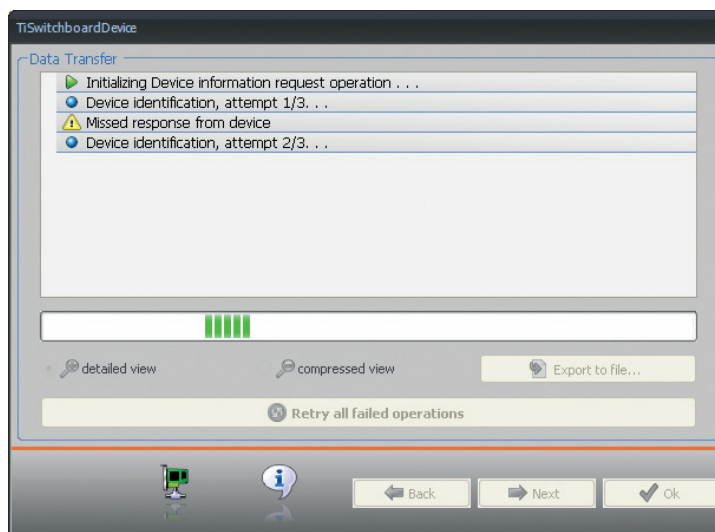 TiSwitchboardDevice
Data Transfer
Initializing Device information request operation . . .
Device identification, attempt 1/3. . .
Missed response from device
Device identification, attempt 2/3. . .
detailed view
compressed view
Export to file...
Retry all failed operations
Back
Next
Ok